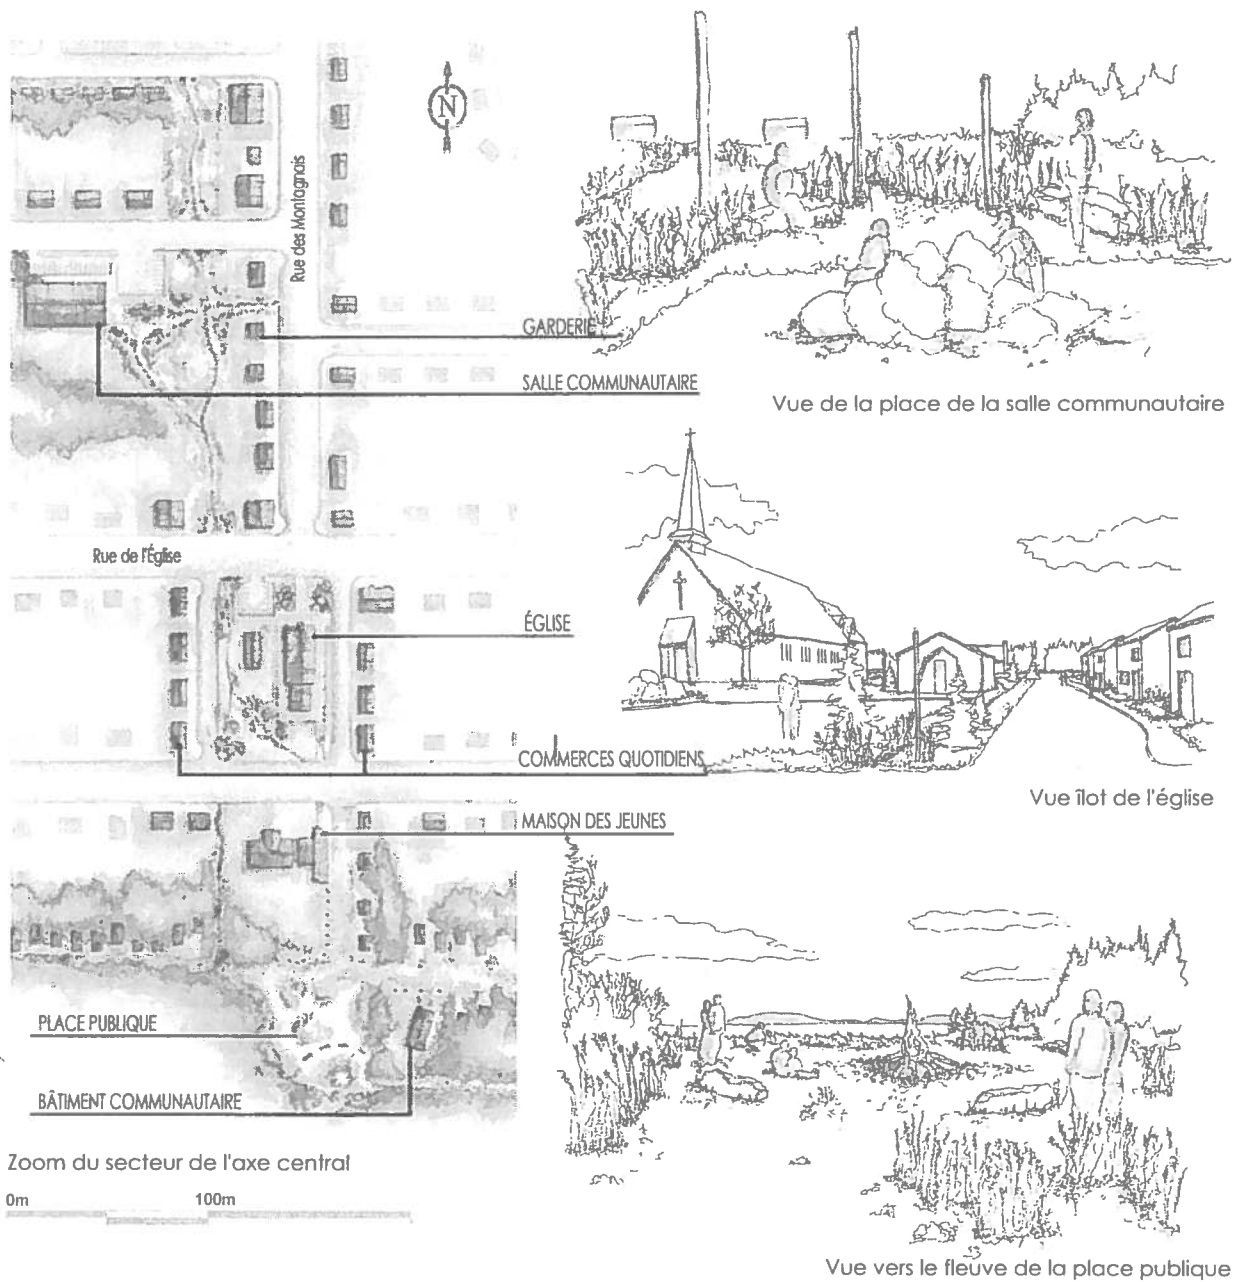 N
Rue des Montagnais
GARDERIE
SALLE COMMUNAUTAIRE
Vue de la place de la salle communautaire
Rue de l'Église
ÉGLISE
COMMERCES QUOTIDIENS
Vue îlot de l'église
MAISON DES JEUNES
PLACE PUBLIQUE
BÂTIMENT COMMUNAUTAIRE
Zoom du secteur de l'axe central
0m 100m
Vue vers le fleuve de la place publique